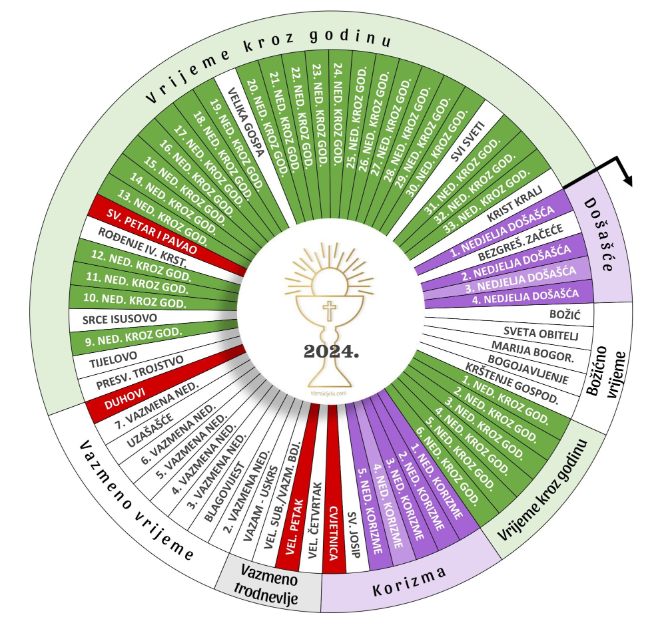 Došašće
1. NEDJELJA DOŠAŠĆA
BEZGREŠ. ZAČEĆE
2. NEDJELJA DOŠAŠĆA
3. NEDJELJA DOŠAŠĆA
4. NEDJELJA DOŠAŠĆA
Božićno
vrijeme
BOŽIĆ
SVETA OBITELJ
MARIJA BOGOR.
BOGOJAVLJENJE
KRŠTENJE GOSPOD.
Vrijeme kroz godinu
1. NED. KROZ GOD.
2. NED. KROZ GOD.
3. NED. KROZ GOD.
4. NED. KROZ GOD.
5. NED. KROZ GOD.
6. NED. KROZ GOD.
Korizma
1. NED. KORIZME
2. NED. KORIZME
3. NED. KORIZME
4. NED. KORIZME
5. NED. KORIZME
SV. JOSIP
CVJETNICA
Vazmeno
trodnevlje
VEL. ČETVRTAK
VEL. PETAK
VEL. SUB./VAZM. BDJ.
Vazmeno vrijeme
VAZAM - USKRS
2. VAZMENA NED.
BLAGOVIJEST
3. VAZMENA NED.
4. VAZMENA NED.
5. VAZMENA NED.
6. VAZMENA NED.
UZAŠAŠĆE
7. VAZMENA NED.
DUHOVI
Vrijeme kroz godinu
PRESV. TROJSTVO
TIJELOVO
9. NED. KROZ GOD.
SRCE ISUSOVO
10. NED. KROZ GOD.
11. NED. KROZ GOD.
12. NED. KROZ GOD.
ROĐENJE IV. KRST.
SV. PETAR I PAVAO
13. NED. KROZ GOD.
14. NED. KROZ GOD.
15. NED. KROZ GOD.
16. NED. KROZ GOD.
17. NED. KROZ GOD.
18. NED. KROZ GOD.
19. NED. KROZ GOD.
VELIKA GOSPA
20. NED. KROZ GOD.
21. NED. KROZ GOD.
22. NED. KROZ GOD.
23. NED. KROZ GOD.
24. NED. KROZ GOD.
25. NED. KROZ GOD.
26. NED. KROZ GOD.
27. NED. KROZ GOD.
28. NED. KROZ GOD.
29. NED. KROZ GOD.
30. NED. KROZ GOD.
SVI SVETI
31. NED. KROZ GOD.
32. NED. KROZ GOD.
33. NED. KROZ GOD.
KRIST KRALJ
2024.